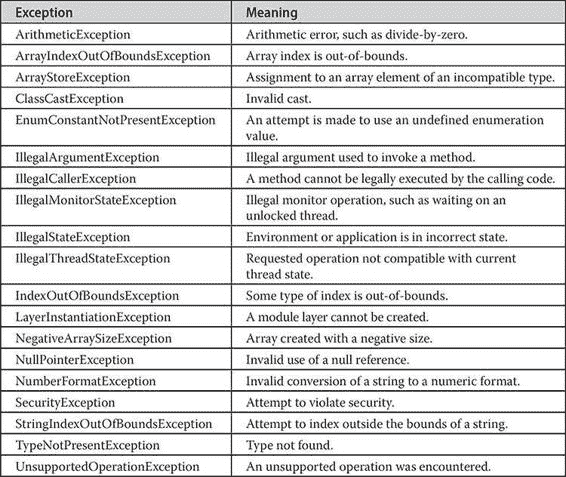 Exception Meaning
ArithmeticException Arithmetic error, such as divide-by-zero.
ArrayIndexOutOfBoundsException Array index is out-of-bounds.
ArrayStoreException Assignment to an array element of an incompatible type.
ClassCastException Invalid cast.
EnumConstantNotPresentException An attempt is made to use an undefined enumeration
value.
IllegalArgumentException Illegal argument used to invoke a method.
IllegalCallerException A method cannot be legally executed by the calling code.
IllegalMonitorStateException Illegal monitor operation, such as waiting on an
unlocked thread.
IllegalStateException Environment or application is in incorrect state.
IllegalThreadStateException Requested operation not compatible with current
thread state.
IndexOutOfBoundsException Some type of index is out-of-bounds.
LayerInstantiationException A module layer cannot be created.
NegativeArraySizeException Array created with a negative size.
NullPointerException Invalid use of a null reference.
NumberFormatException Invalid conversion of a string to a numeric format.
SecurityException Attempt to violate security.
StringIndexOutOfBoundsException Attempt to index outside the bounds of a string.
TypeNotPresentException Type not found.
UnsupportedOperationException An unsupported operation was encountered.